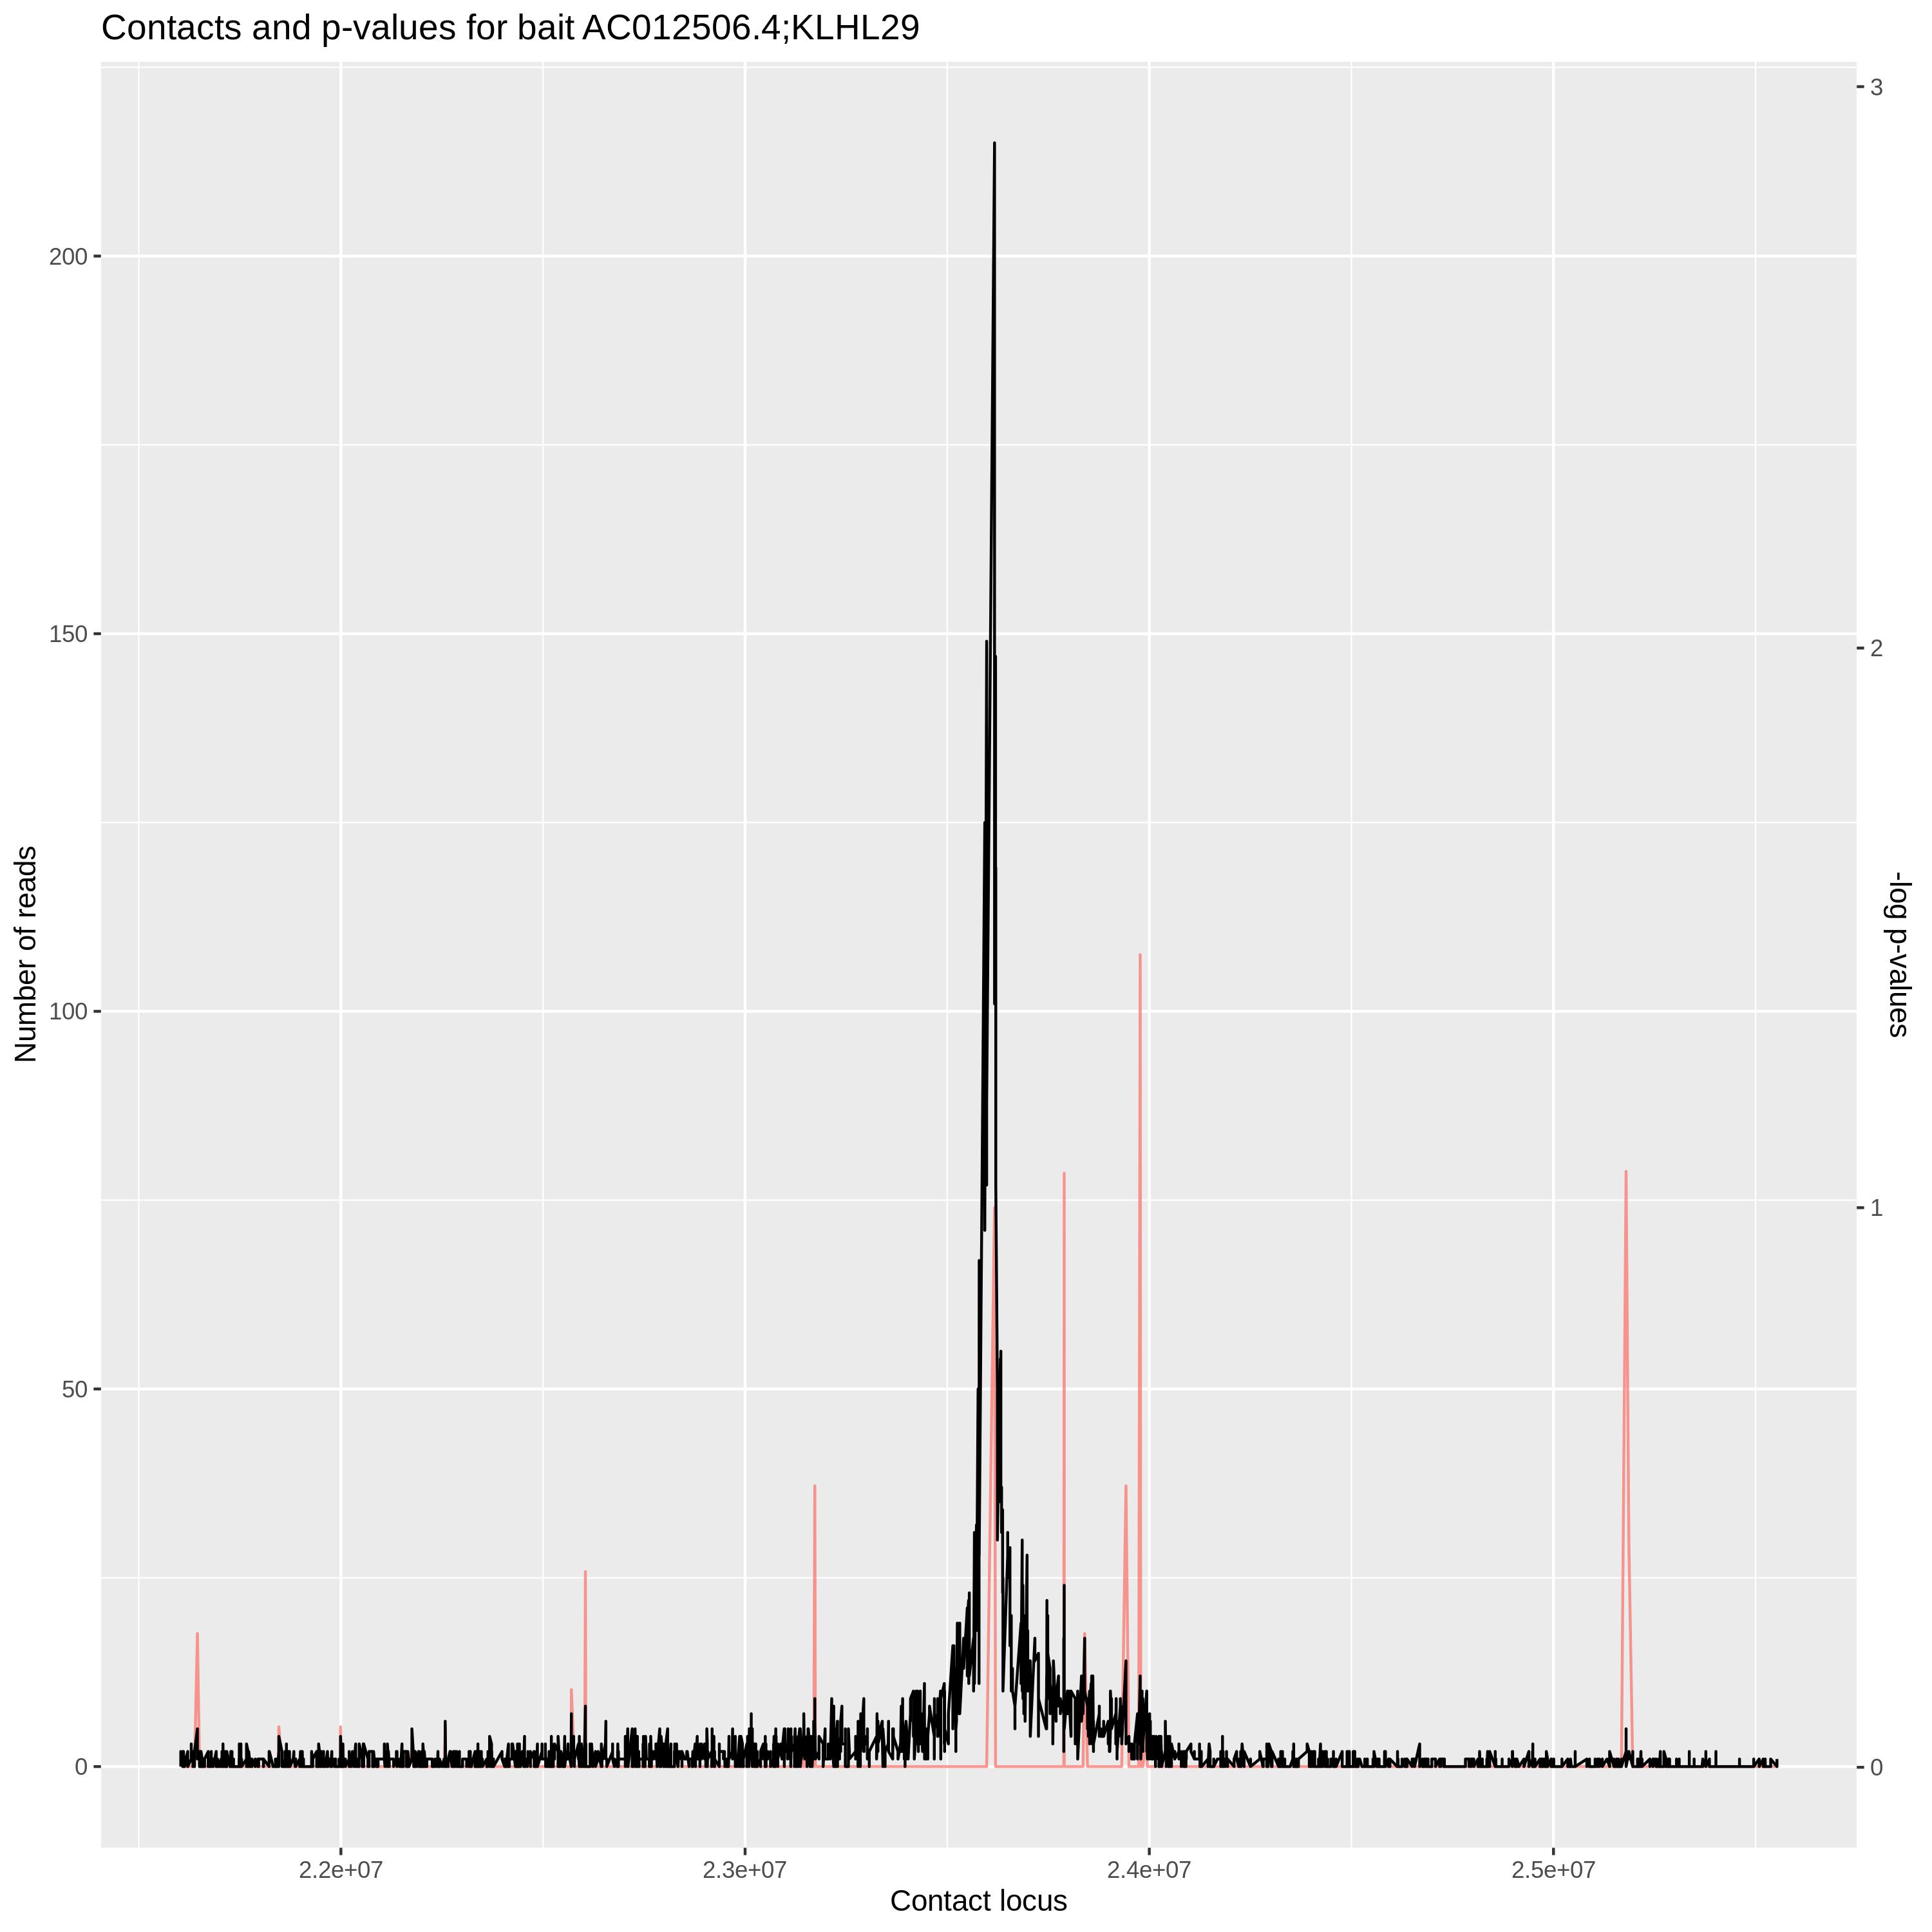 Contacts and p-values for bait AC012506.4;KLHL29
Number of reads
200
150
100
50
0
3
2
1
0
-log p-values
2.2e+07
2.3e+07
2.4e+07
2.5e+07
Contact locus